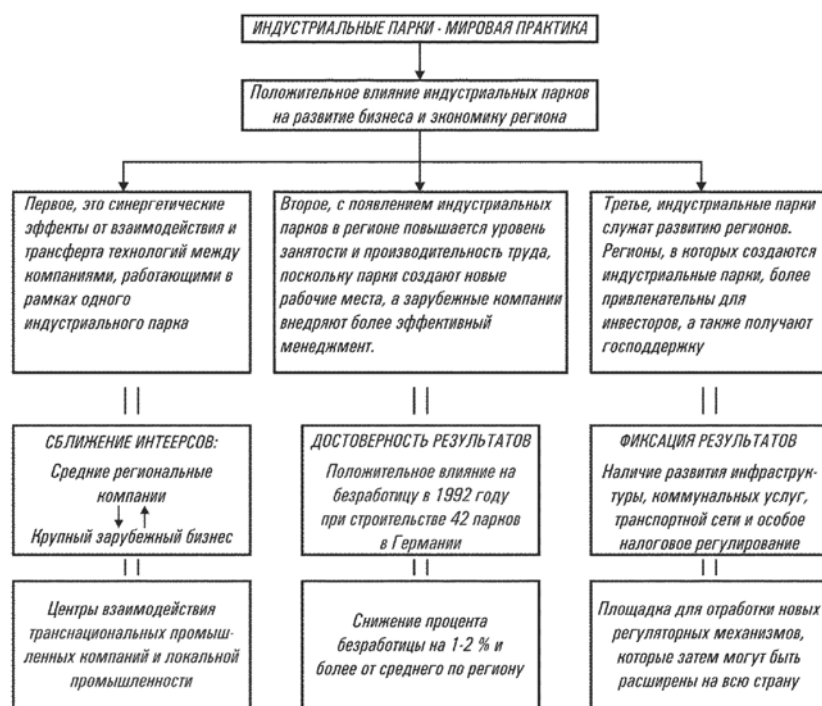 ИНДУСТРИАЛЬНЫЕ ПАРКИ - МИРОВАЯ ПРАКТИКА
Положительное влияние индустриальных парков
на развитие бизнеса и экономику региона
Первое, это синергетические
эффекты от взаимодействия и
трансферта технологий между
компаниями, работающими в
рамках одного
индустриального парка
Второе, с появлением индустриальных
парков в регионе повышается уровень
занятости и производительность труда,
поскольку парки создают новые
рабочие места, а зарубежные компании
внедряют более эффективный
менеджмент.
Третье, индустриальные парки
служат развитию регионов.
Регионы, в которых создаются
индустриальные парки, более
привлекательны для
инвесторов, а также получают
господдержку
СБЛИЖЕНИЕ ИНТЕЕРСОВ:
Средние региональные
компании
Крупный зарубежный бизнес
ДОСТОВЕРНОСТЬ РЕЗУЛЬТАТОВ
Положительное влияние на
безработицу в 1992 году
при строительстве 42 парков
в Германии
ФИКСАЦИЯ РЕЗУЛЬТАТОВ
Наличие развития инфраструк-
туры, коммунальных услуг,
транспортной сети и особое
налоговое регулирование
Центры взаимодействия
транснациональных промыш-
ленных компаний и локальной
промышленности
Снижение процента
безработицы на 1-2 % и
более от среднего по региону
Площадка для отработки новых
регуляторных механизмов,
которые затем могут быть
расширены на всю страну